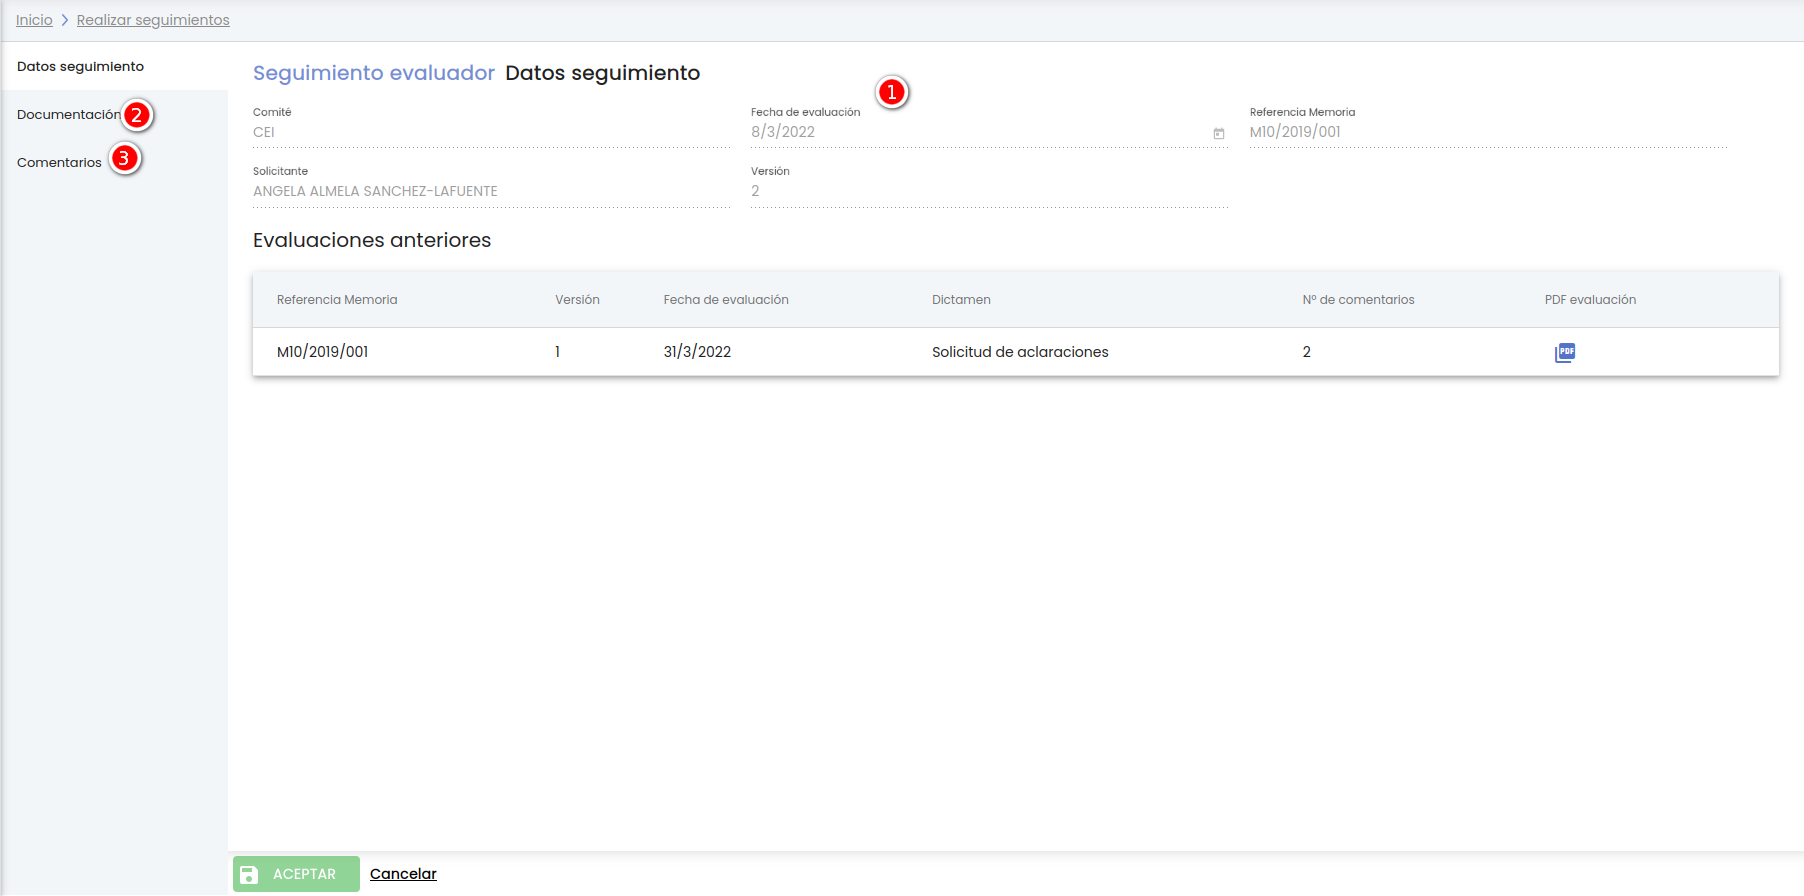 Inicio > Realizar seguimientos
Datos seguimiento
Documentación 2
Comentarios 3
Seguimiento evaluador Datos seguimiento
1
Comité Fecha de evaluación Referencia Memoria
CEI 8/3/2022 M10/2019/001
Solicitante Versión
ANGELA ALMELA SANCHEZ-LAFUENTE 2
Evaluaciones anteriores
Referencia Memoria Versión Fecha de evaluación Dictamen Nº de comentarios PDF evaluación
M10/2019/001 1 31/3/2022 Solicitud de aclaraciones 2 PDF
ACEPTAR Cancelar